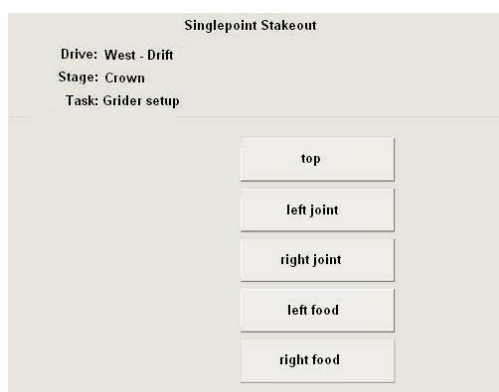 Singlepoint Stakeout
Drive: West - Drift
Stage: Crown
Task: Grider setup
top
left joint
right joint
left food
right food